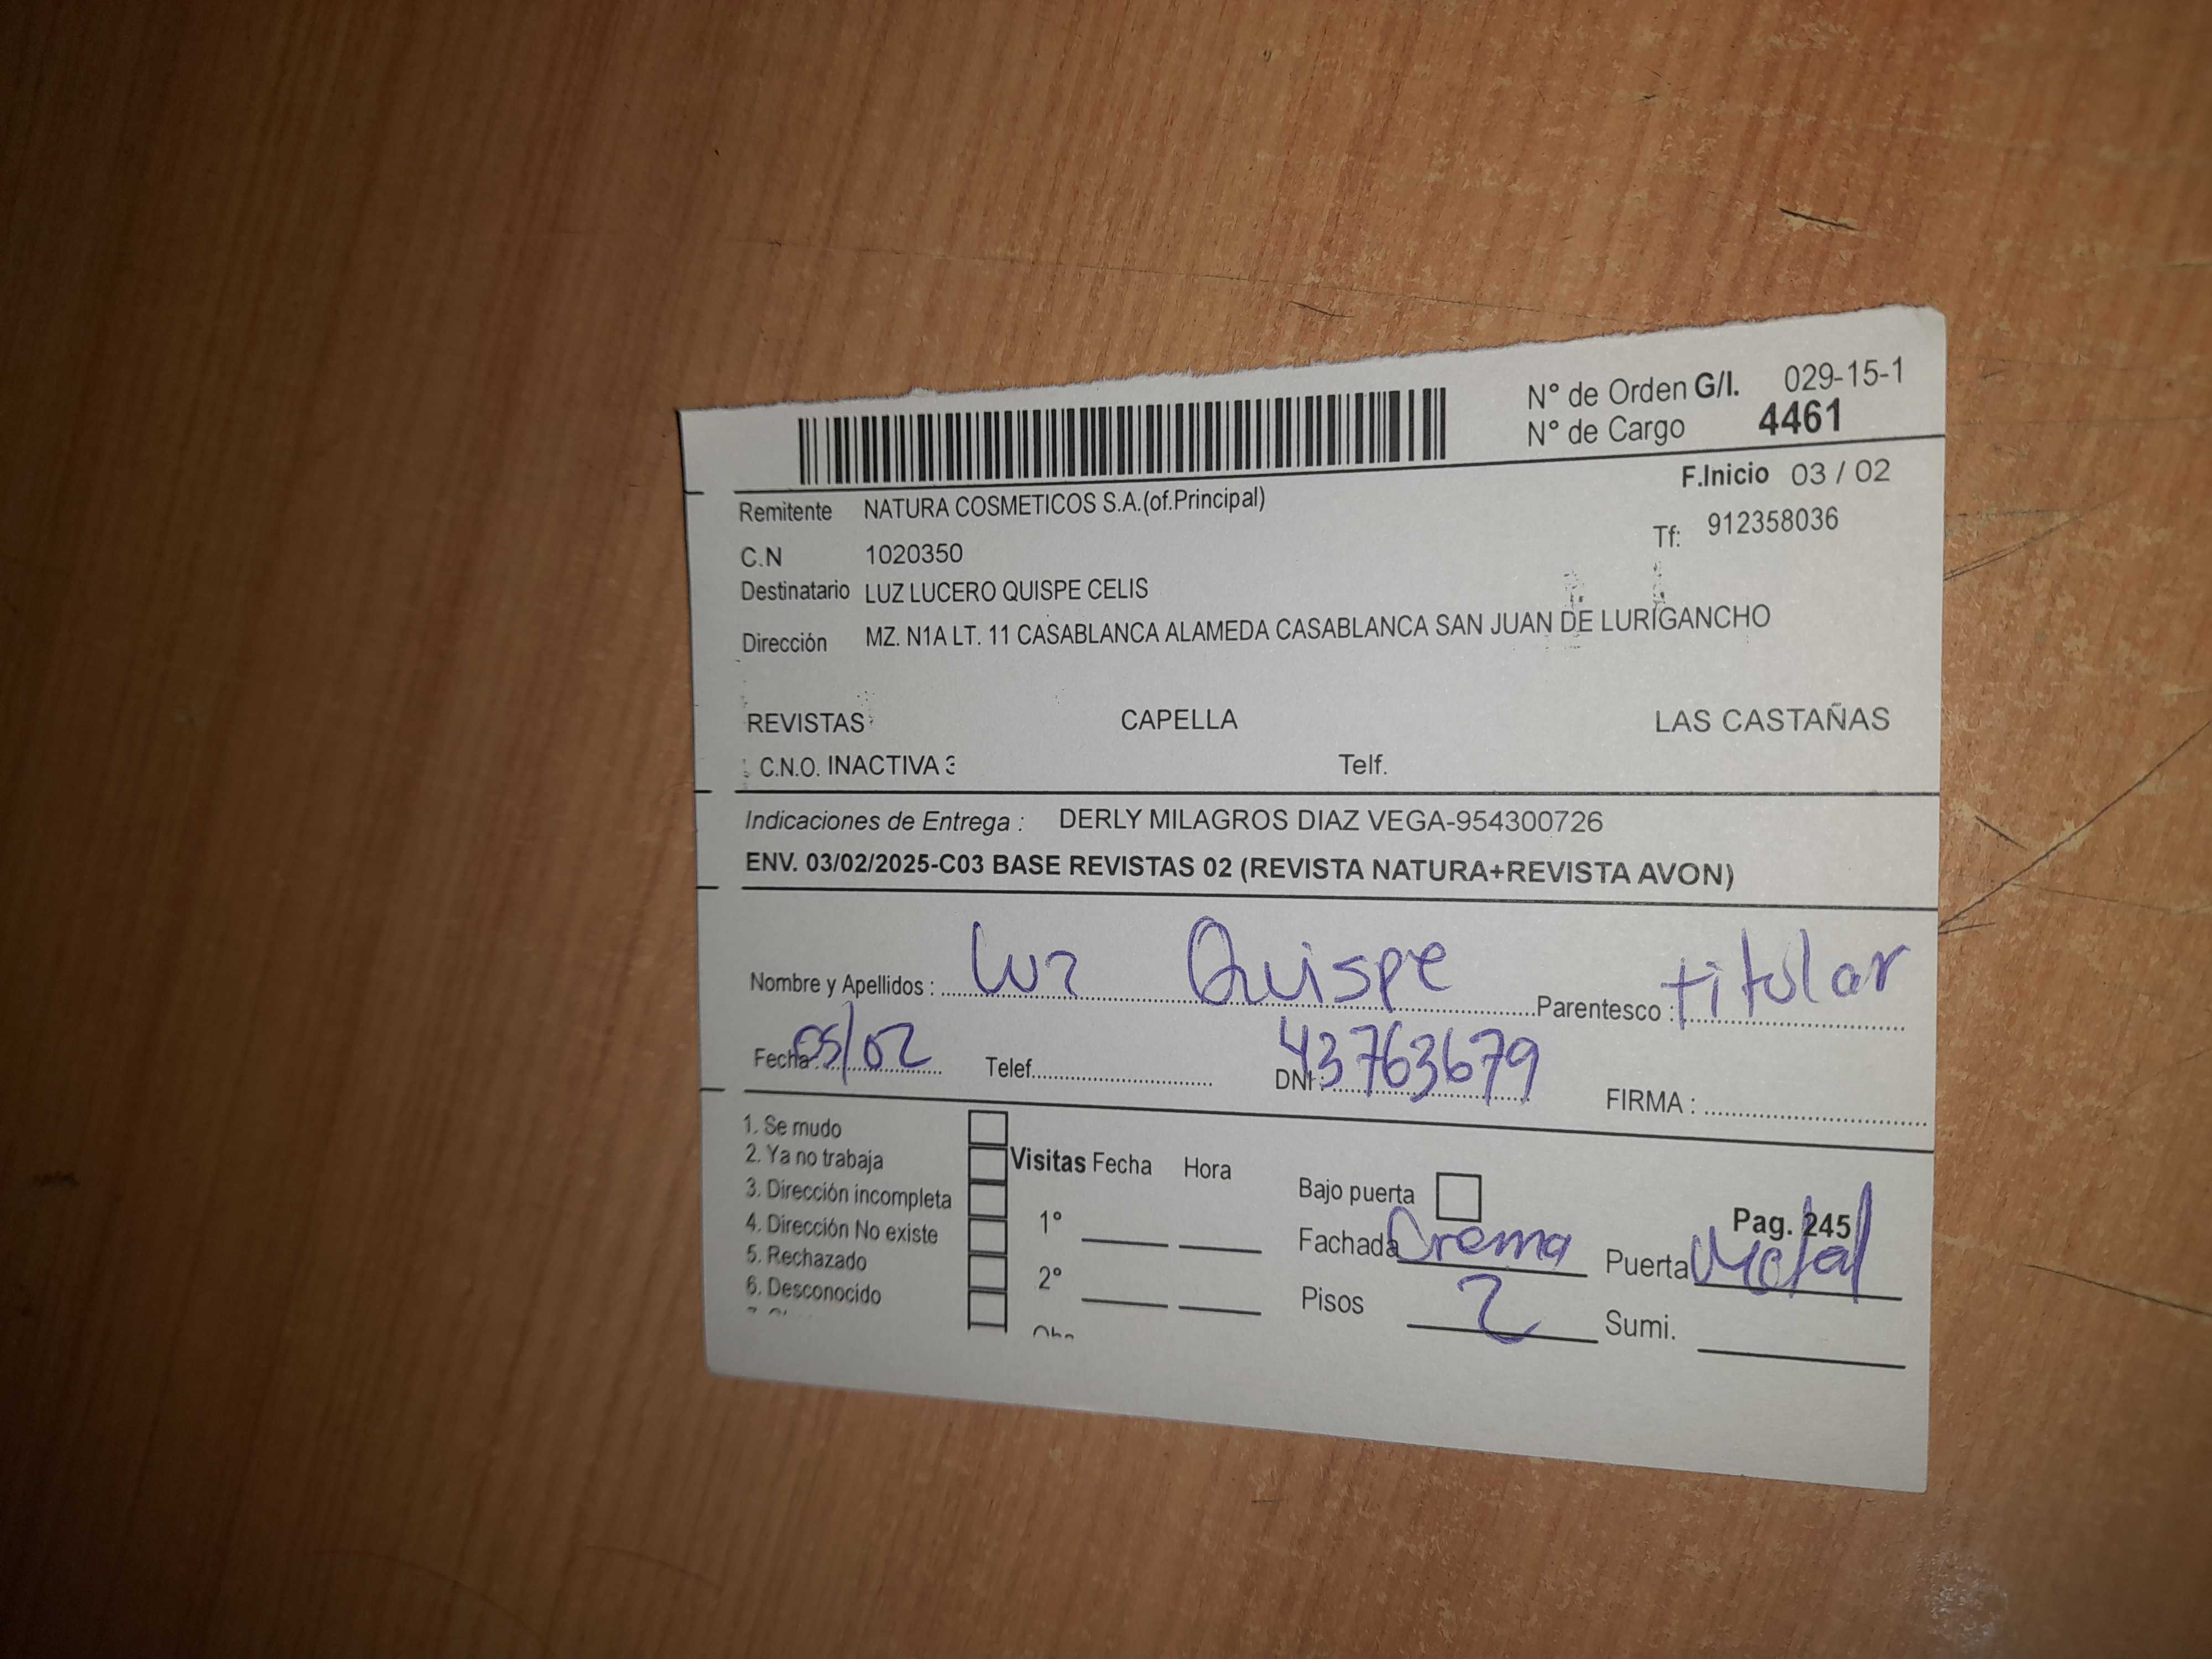 N° de Orden G/I. 029-15-1
N° de Cargo 4461
F.Inicio 03 / 02
Remitente NATURA COSMETICOS S.A.(of.Principal)
Tf: 912358036
C.N 1020350
Destinatario LUZ LUCERO QUISPE CELIS
Dirección MZ. N1A LT. 11 CASABLANCA ALAMEDA CASABLANCA SAN JUAN DE LURIGANCHO
REVISTAS CAPELLA LAS CASTAÑAS
C.N.O. INACTIVA 3 Telf.
Indicaciones de Entrega : DERLY MILAGROS DIAZ VEGA-954300726
ENV. 03/02/2025-C03 BASE REVISTAS 02 (REVISTA NATURA+REVISTA AVON)
Nombre y Apellidos : Luz Quispe Parentesco : titular
Fecha 05/02 Telef. DNI : 43763679 FIRMA :
1. Se mudo
2. Ya no trabaja Visitas Fecha Hora
3. Dirección incompleta Bajo puerta Pag. 245
4. Dirección No existe 1° Fachada Crema Puerta Metal
5. Rechazado
6. Desconocido 2° Pisos 2 Sumi.